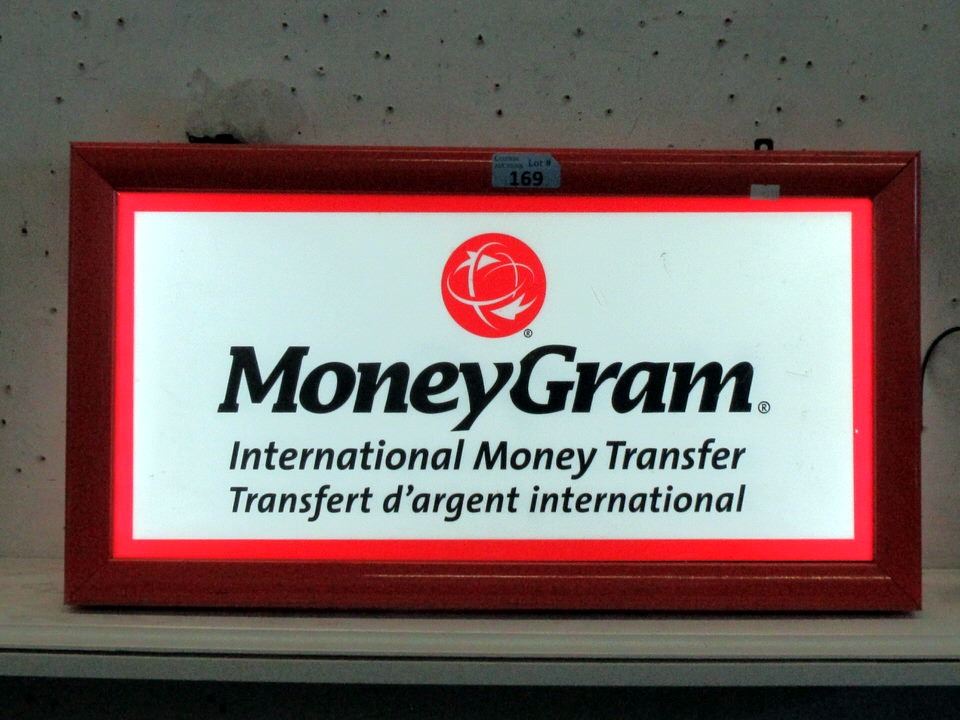 Lot #
169
®
MoneyGram®
International Money Transfer
Transfert d'argent international